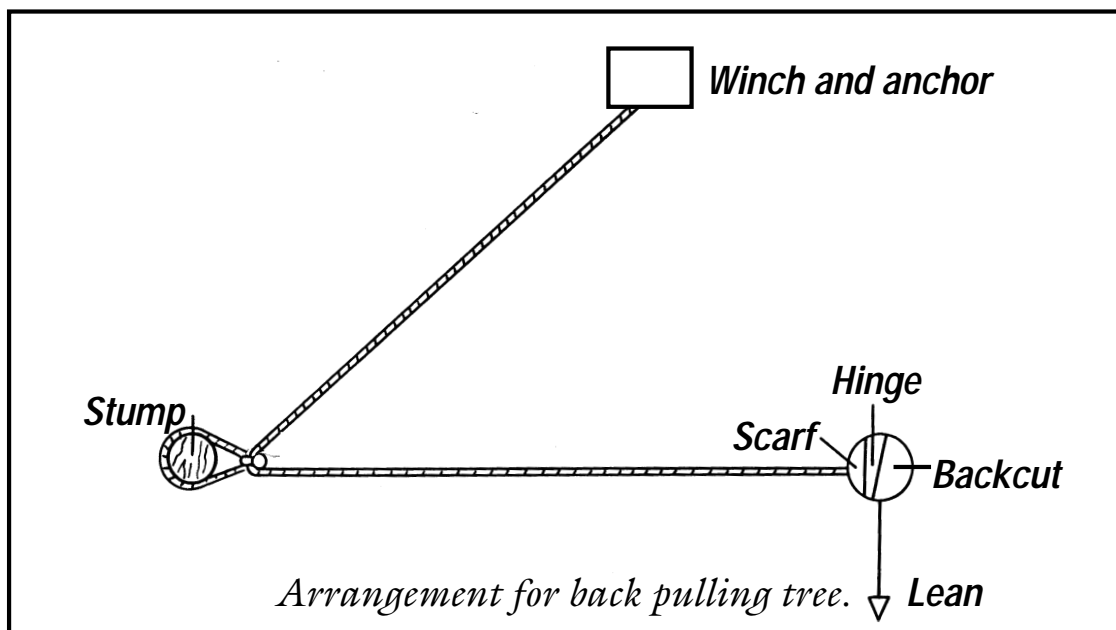 Winch and anchor
Hinge
Stump
Scarf
Backcut
Arrangement for back pulling tree.
Lean